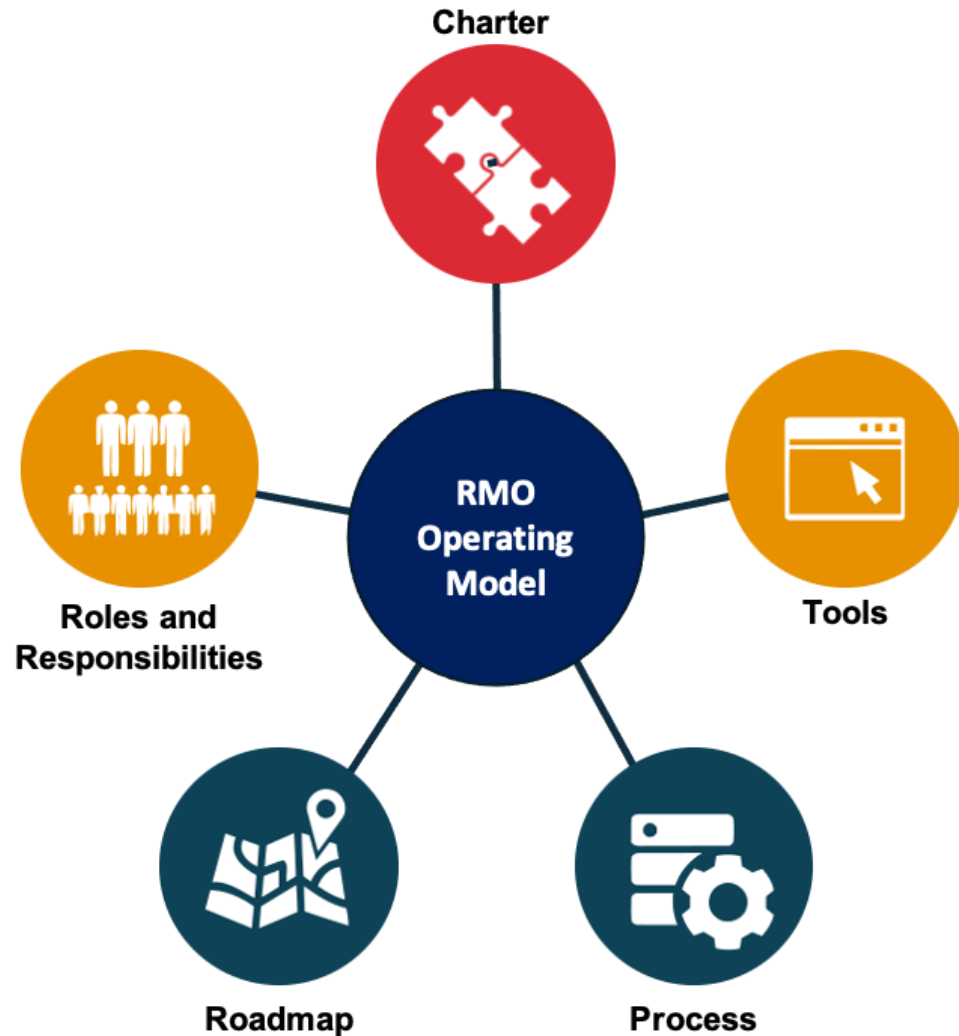 Charter
RMO
Operating
Model
Tools
Roles and
Responsibilities
Roadmap
Process